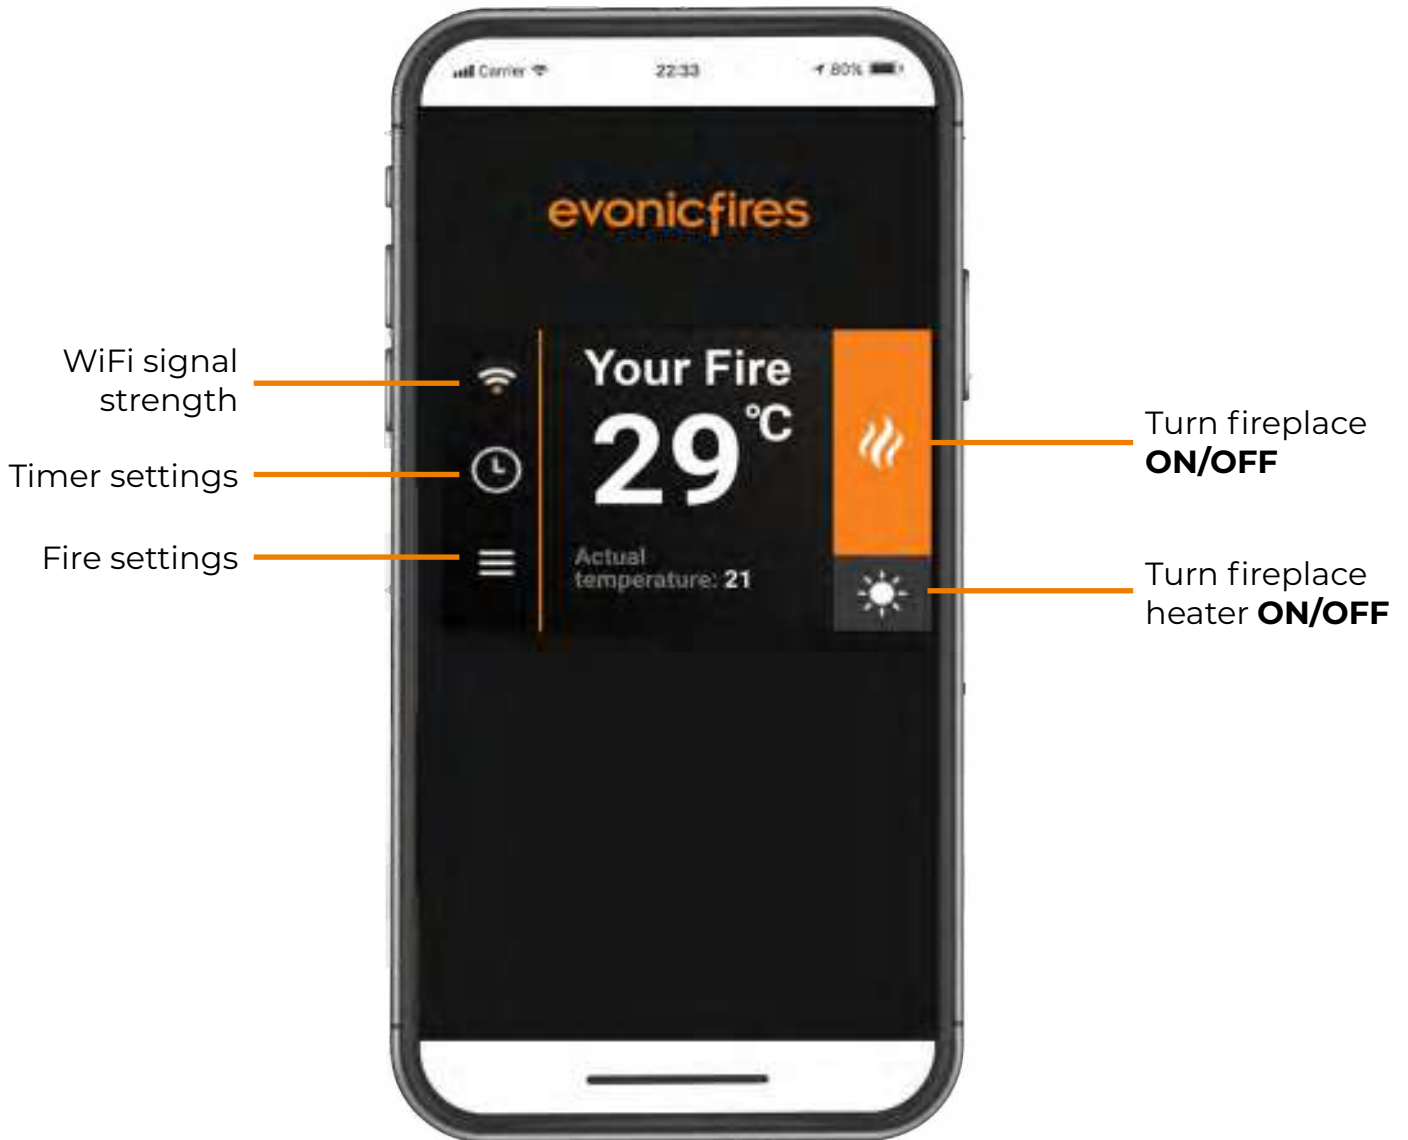 Carrier
22:33
80%
evonicfires
WiFi signal
strength
Timer settings
Fire settings
Your Fire
29°C
Actual
temperature: 21
Turn fireplace
ON/OFF
Turn fireplace
heater ON/OFF